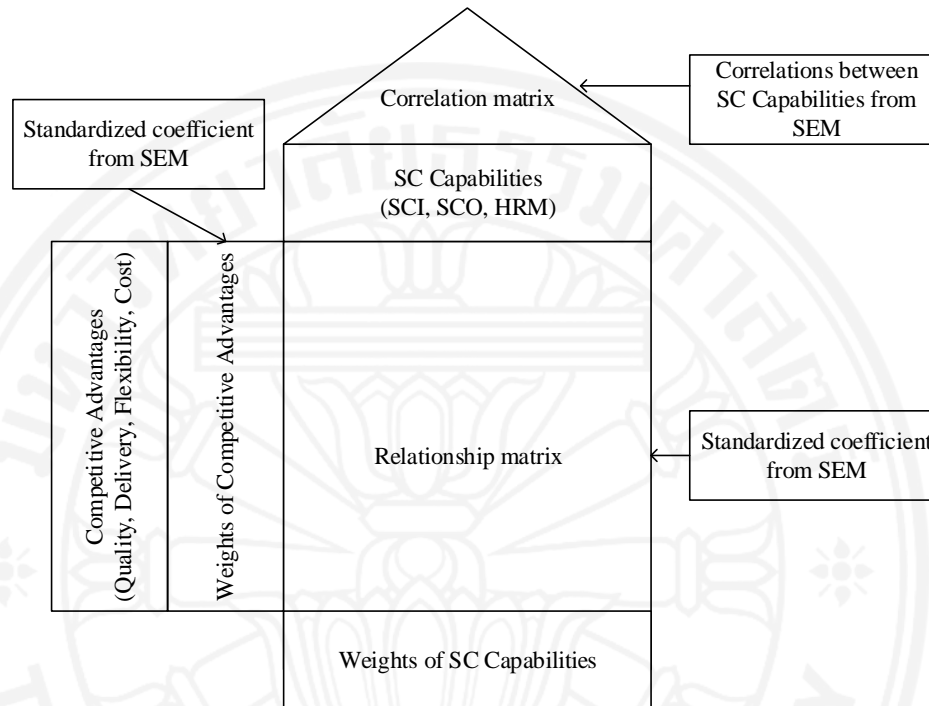 Correlation matrix
Correlations between
SC Capabilities from
SEM
Standardized coefficient
from SEM
SC Capabilities
(SCI, SCO, HRM)
Competitive Advantages
(Quality, Delivery, Flexibility, Cost)
Weights of Competitive Advantages
Relationship matrix
Standardized coefficient
from SEM
Weights of SC Capabilities